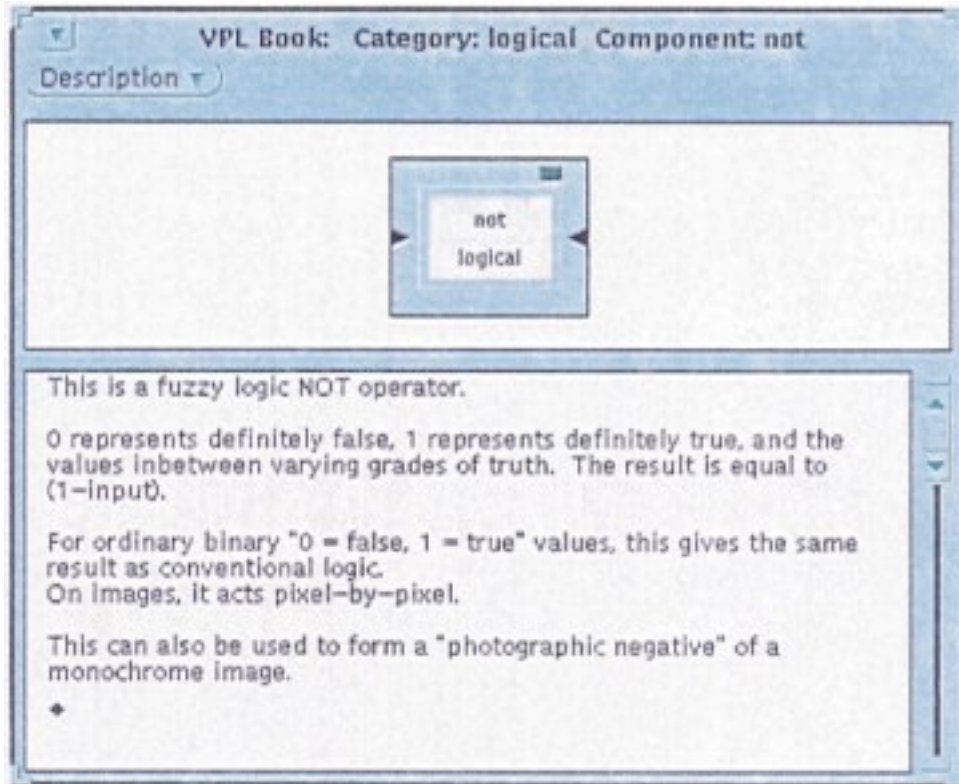 VPL Book: Category: logical Component: not
Description
not
logical
This is a fuzzy logic NOT operator.
0 represents definitely false, 1 represents definitely true, and the
values inbetween varying grades of truth. The result is equal to
(1-input).
For ordinary binary "0 = false, 1 = true" values, this gives the same
result as conventional logic.
On images, it acts pixel-by-pixel.
This can also be used to form a "photographic negative" of a
monochrome image.